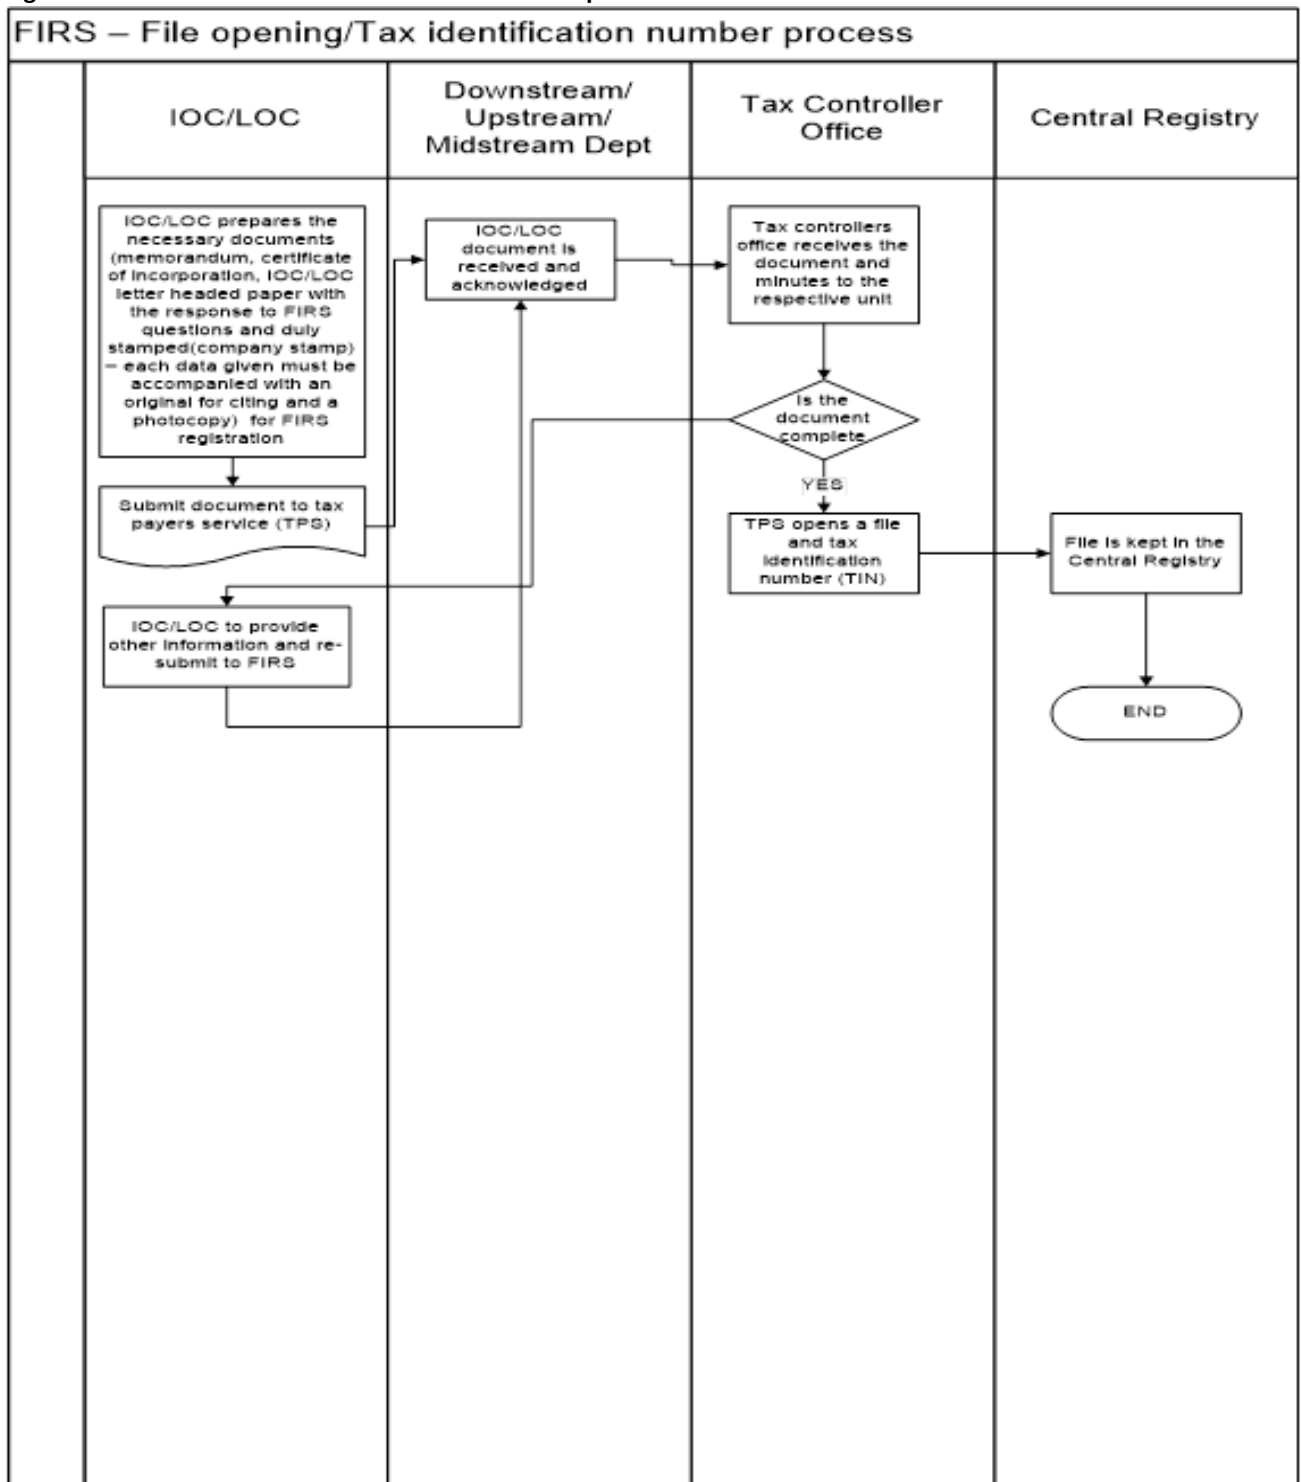 FIRS – File opening/Tax identification number process
IOC/LOC
Downstream/
Upstream/
Midstream Dept
Tax Controller
Office
Central Registry
IOC/LOC prepares the
necessary documents
(memorandum, certificate
of incorporation, IOC/LOC
letter headed paper with
the response to FIRS
questions and duly
stamped(company stamp)
– each data given must be
accompanied with an
original for citing and a
photocopy) for FIRS
registration
Submit document to tax
payers service (TPS)
IOC/LOC to provide
other information and re-
submit to FIRS
IOC/LOC
document is
received and
acknowledged
Tax controllers
office receives the
document and
minutes to the
respective unit
Is the
document
complete
YES
TPS opens a file
and tax
identification
number (TIN)
File is kept in the
Central Registry
END